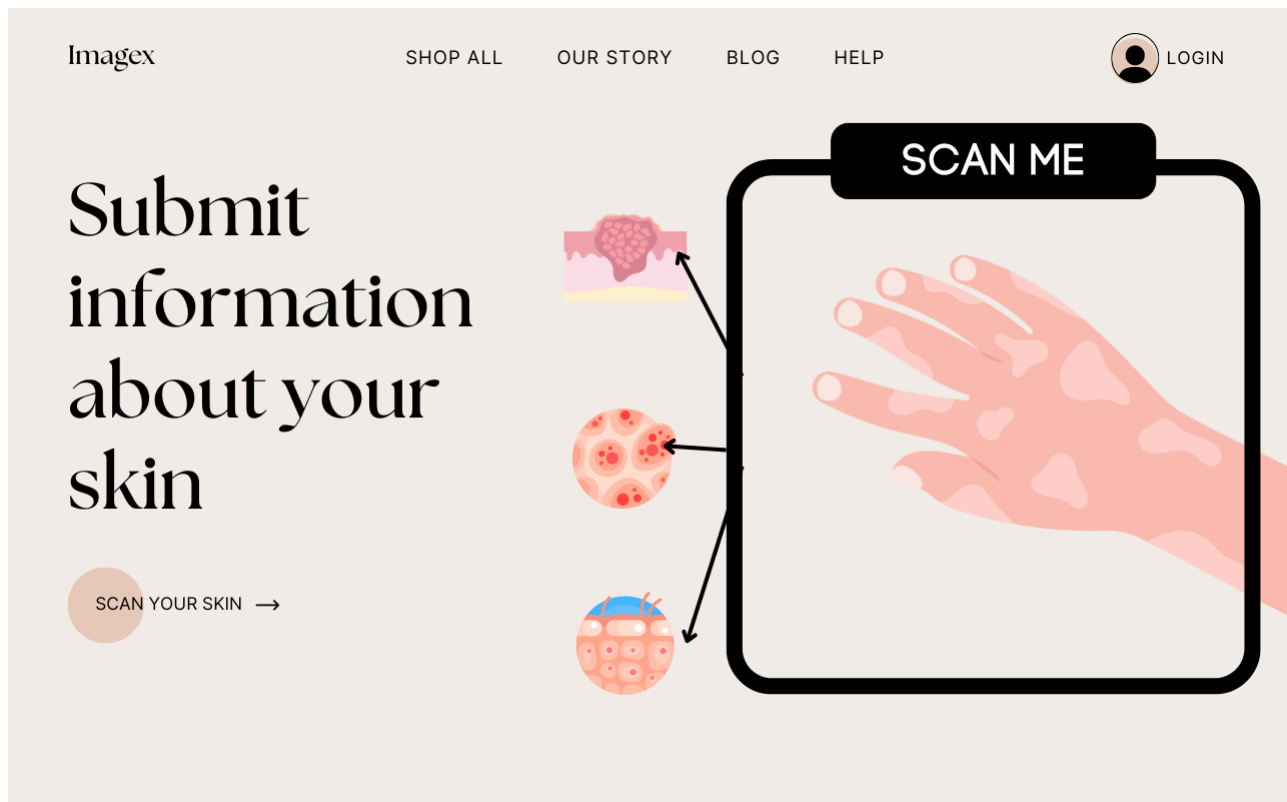 Imagex
SHOP ALL
OUR STORY
BLOG
HELP
LOGIN
Submit
information
about your
skin
SCAN YOUR SKIN
SCAN ME